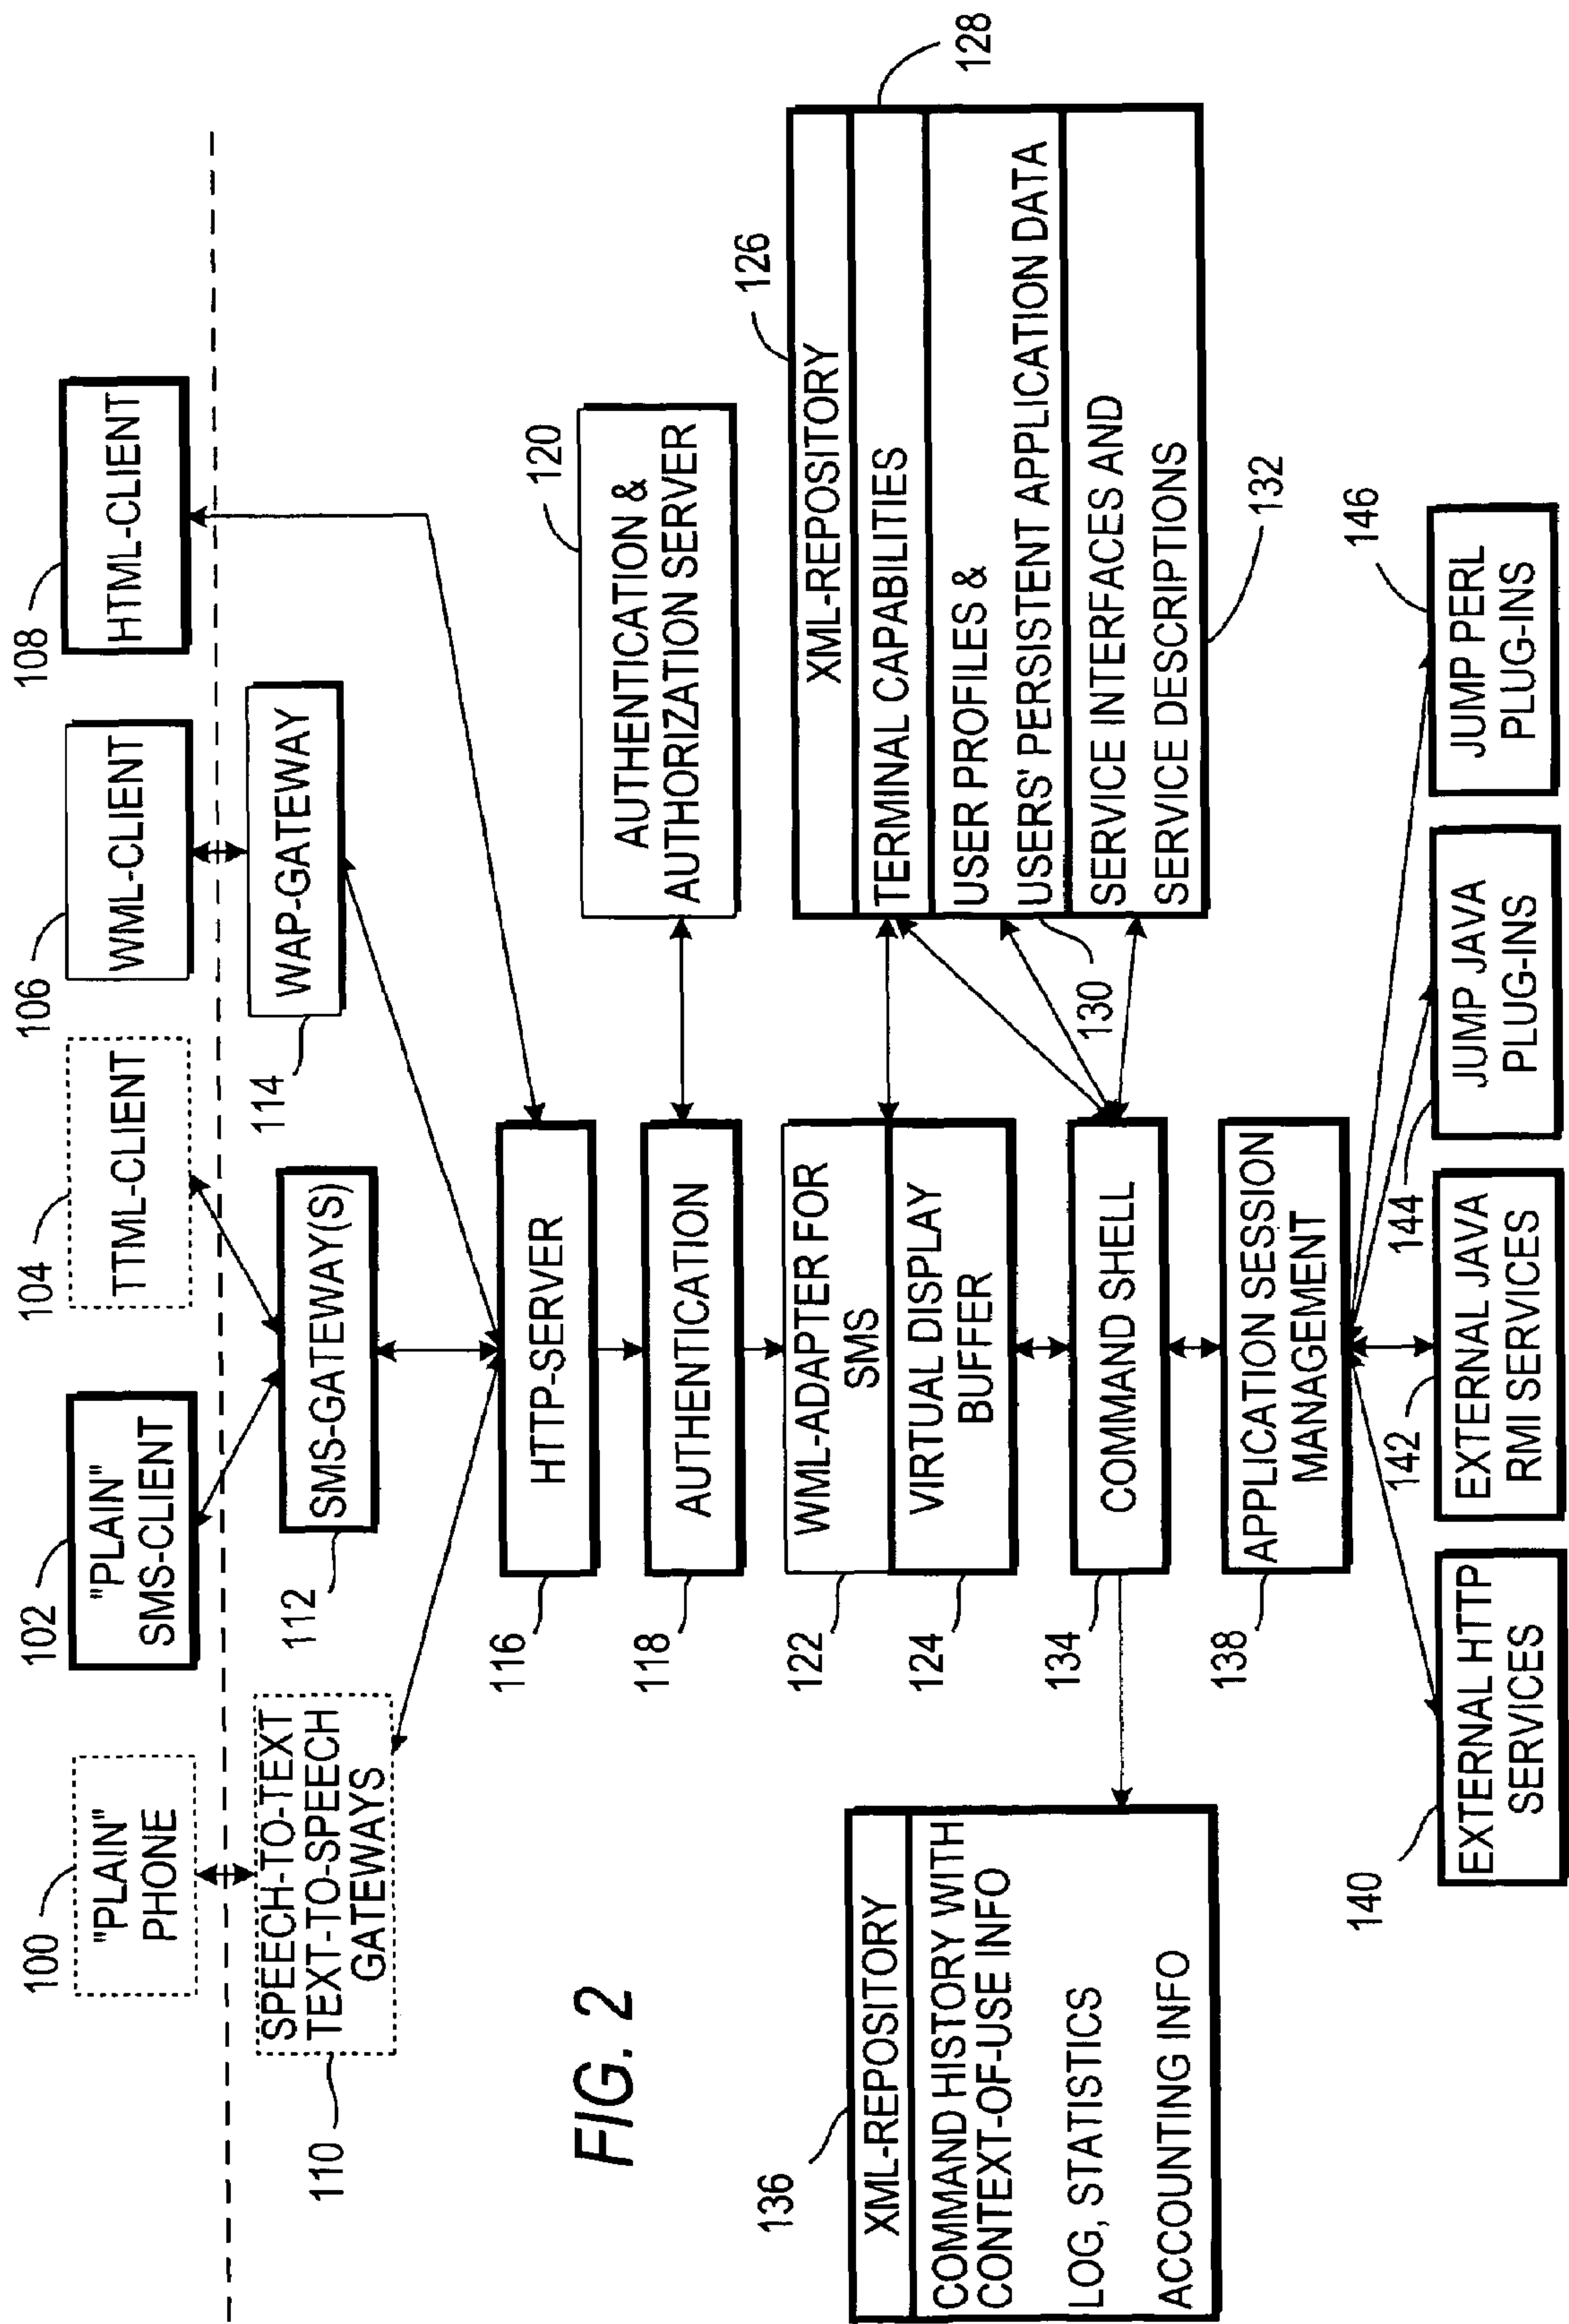 100
"PLAIN"
PHONE
102
"PLAIN"
SMS-CLIENT
104
TTML-CLIENT
106
WML-CLIENT
108
HTML-CLIENT
SPEECH-TO-TEXT
TEXT-TO-SPEECH
GATEWAYS
110
SMS-GATEWAY(S)
112
WAP-GATEWAY
114
HTTP-SERVER
116
FIG. 2
AUTHENTICATION
118
AUTHENTICATION &
AUTHORIZATION SERVER
120
WML-ADAPTER FOR
SMS
122
VIRTUAL DISPLAY
BUFFER
124
126
XML-REPOSITORY
TERMINAL CAPABILITIES
128
USER PROFILES &
USERS' PERSISTENT APPLICATION DATA
130
SERVICE INTERFACES AND
SERVICE DESCRIPTIONS
132
COMMAND SHELL
134
136
XML-REPOSITORY
COMMAND HISTORY WITH
CONTEXT-OF-USE INFO
LOG, STATISTICS
ACCOUNTING INFO
APPLICATION SESSION
MANAGEMENT
138
140
EXTERNAL HTTP
SERVICES
142
EXTERNAL JAVA
RMI SERVICES
144
JUMP JAVA
PLUG-INS
146
JUMP PERL
PLUG-INS